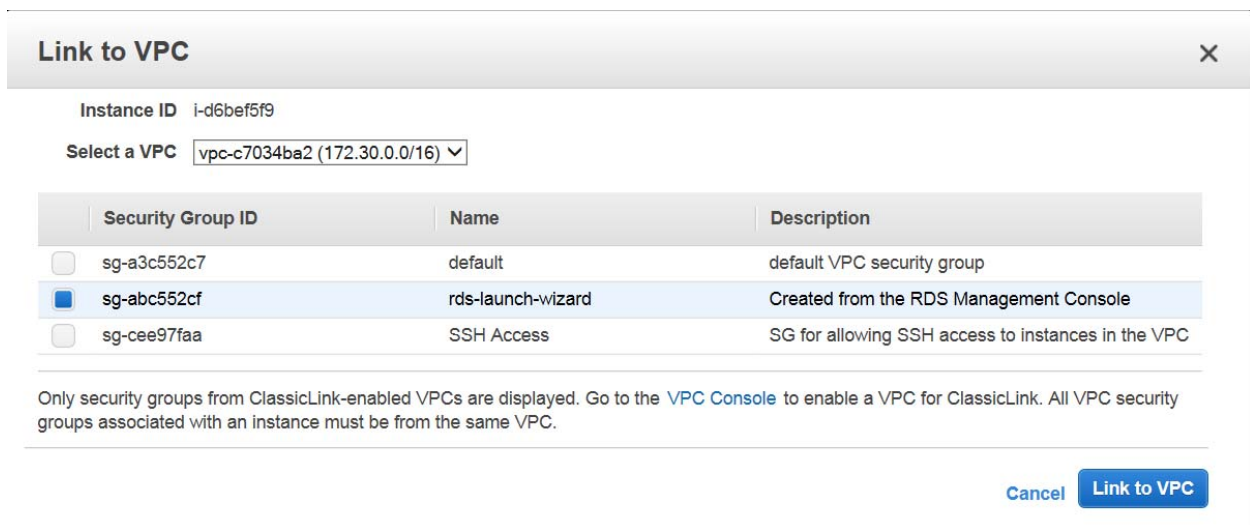 Link to VPC
Instance ID i-d6bef5f9
Select a VPC vpc-c7034ba2 (172.30.0.0/16)
Security Group ID Name Description
sg-a3c552c7 default default VPC security group
sg-abc552cf rds-launch-wizard Created from the RDS Management Console
sg-cee97faa SSH Access SG for allowing SSH access to instances in the VPC
Only security groups from ClassicLink-enabled VPCs are displayed. Go to the VPC Console to enable a VPC for ClassicLink. All VPC security
groups associated with an instance must be from the same VPC.
Cancel Link to VPC